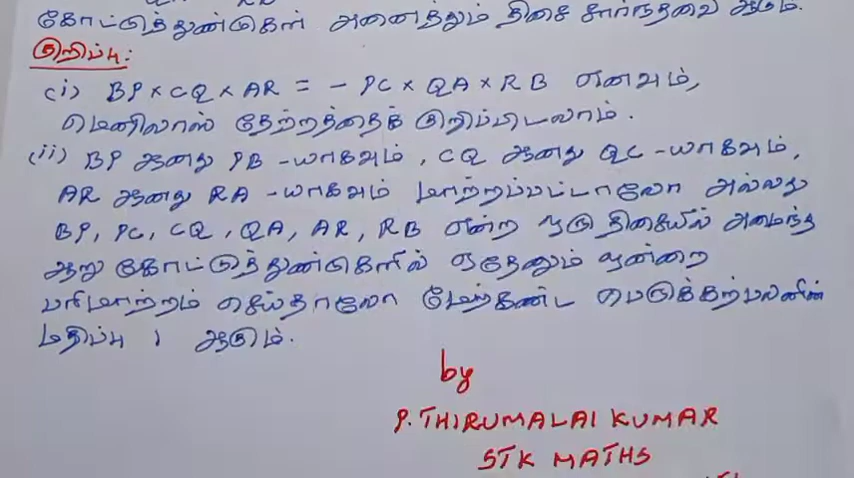 கோட்டுத்துண்டுகள் அனைத்தும் திசை சார்ந்தவை ஆகும்.
குறிப்பு:
(i) BP × CQ × AR = - PC × QA × RB எனவும்,
மெனிலாஸ் தேற்றத்தைக் குறிப்பிடலாம்.
(ii) BP ஆனது PB -யாகவும், CQ ஆனது QC -யாகவும்,
AR ஆனது RA -யாகவும் மாற்றப்பட்டாலோ அல்லது
BP, PC, CQ, QA, AR, RB என்ற ஒரு திசையில் அமைந்த
ஆறு கோட்டுத்துண்டுகளில் ஏதேனும் ஒன்றை
பரிமாற்றம் செய்தாலோ மேற்கண்ட பெருக்கற்பலனின்
மதிப்பு 1 ஆகும்.
by
P. THIRUMALAI KUMAR
STK MATHS